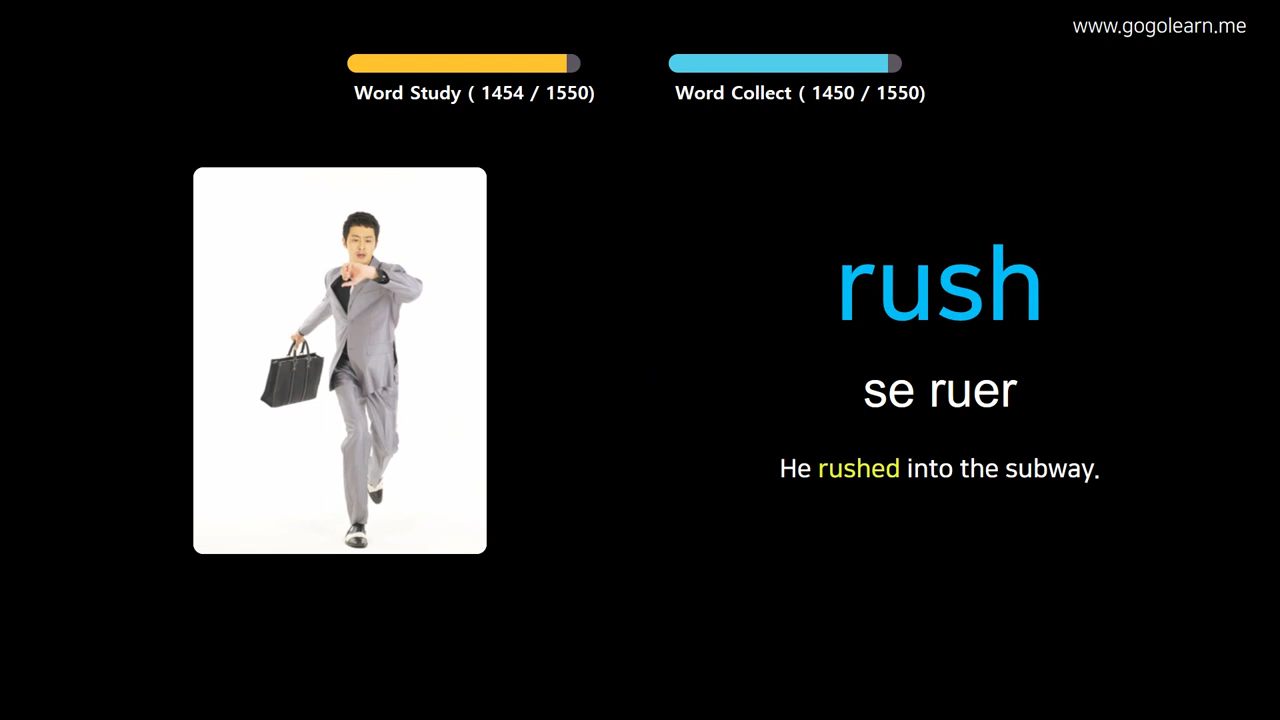 www.gogolearn.me
Word Study ( 1454 / 1550)
Word Collect ( 1450 / 1550)
rush
se ruer
He rushed into the subway.